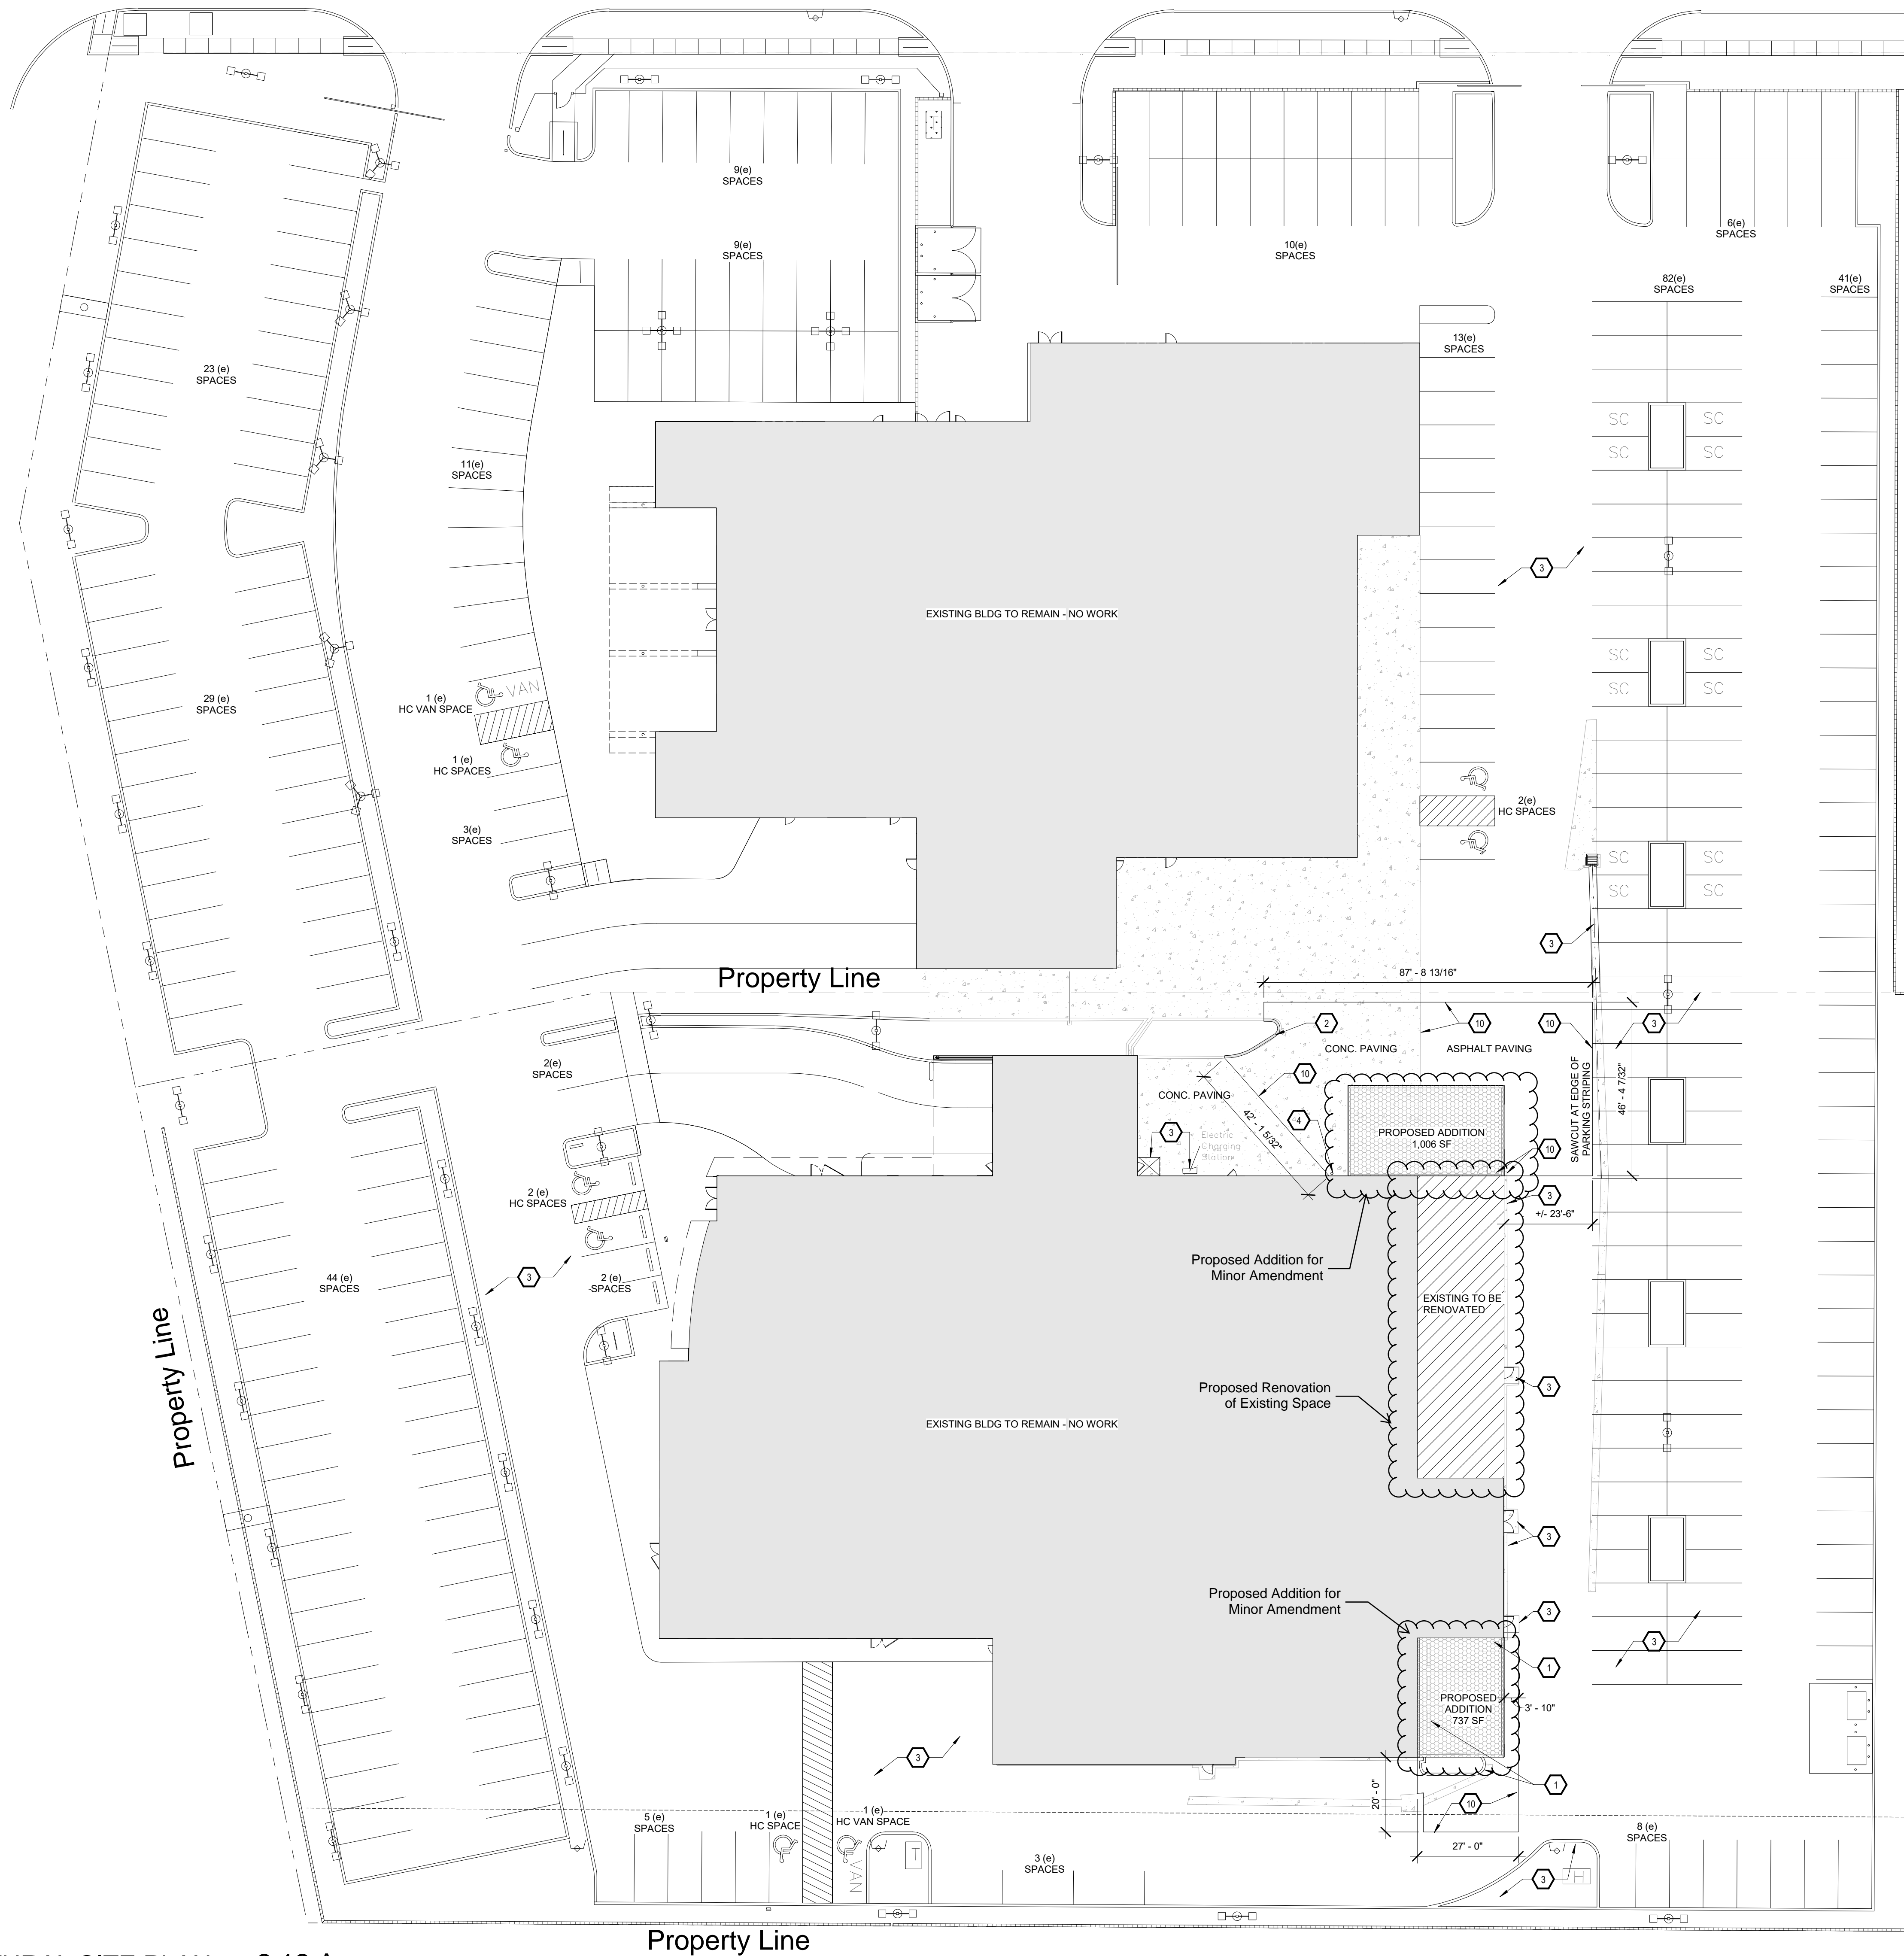 9(e)
SPACES
9(e)
SPACES
10(e)
SPACES
6(e)
SPACES
82(e)
SPACES
41(e)
SPACES
13(e)
SPACES
23 (e)
SPACES
SC SC
SC SC
11(e)
SPACES
3
EXISTING BLDG TO REMAIN - NO WORK
SC SC
SC SC
29 (e)
SPACES
VAN
1 (e)
HC VAN SPACE
1 (e)
HC SPACES
2(e)
HC SPACES
3(e)
SPACES
SC SC
SC SC
3
Property Line
87' - 8 13/16"
2
10
10
3
CONC. PAVING
ASPHALT PAVING
2(e)
SPACES
10
CONC. PAVING
42' - 1 5/32"
4
SAWCUT AT EDGE OF
PARKING STRIPING
46' - 4 7/32"
3
Electric
Charging
Station
PROPOSED ADDITION
1,006 SF
10
2 (e)
HC SPACES
3
+/- 23'-6"
Proposed Addition for
Minor Amendment
3
44 (e)
SPACES
2 (e)
SPACES
EXISTING TO BE
RENOVATED
Property Line
Proposed Renovation
of Existing Space
3
EXISTING BLDG TO REMAIN - NO WORK
3
Proposed Addition for
Minor Amendment
3
3
1
PROPOSED
ADDITION
737 SF
3' - 10"
3
1
20' - 0"
10
5 (e)
SPACES
1 (e)
HC SPACE
1 (e)
HC VAN SPACE
VAN
T
3 (e)
SPACES
27' - 0"
8 (e)
SPACES
3
H
Property Line